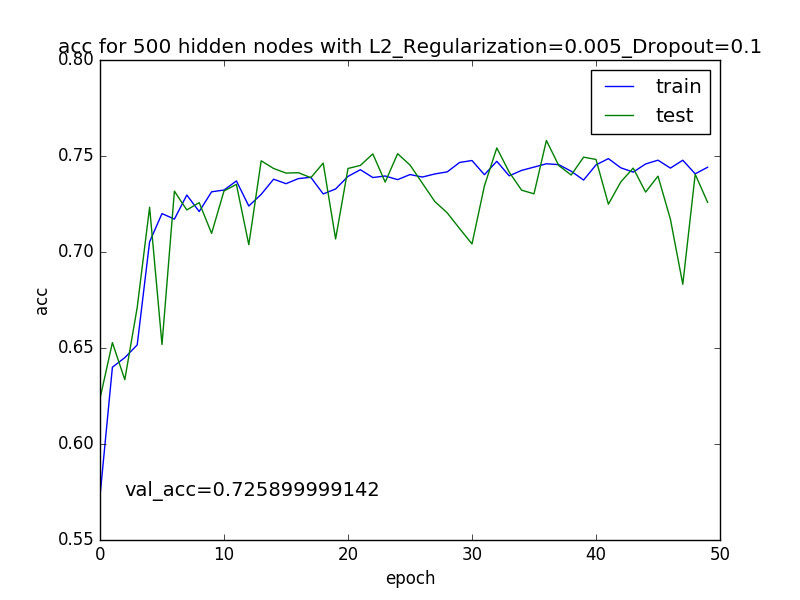 acc for 500 hidden nodes with L2_Regularization=0.005_Dropout=0.1
0.80
train
test
0.75
0.70
acc
0.65
0.60
val_acc=0.725899999142
0.55
0 10 20 30 40 50
epoch